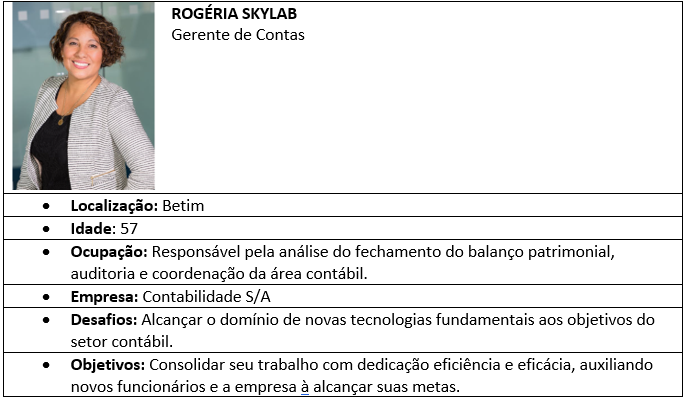 ROGÉRIA SKYLAB
Gerente de Contas
• Localização: Betim
• Idade: 57
• Ocupação: Responsável pela análise do fechamento do balanço patrimonial,
auditoria e coordenação da área contábil.
• Empresa: Contabilidade S/A
• Desafios: Alcançar o domínio de novas tecnologias fundamentais aos objetivos do
setor contábil.
• Objetivos: Consolidar seu trabalho com dedicação eficiência e eficácia, auxiliando
novos funcionários e a empresa à alcançar suas metas.